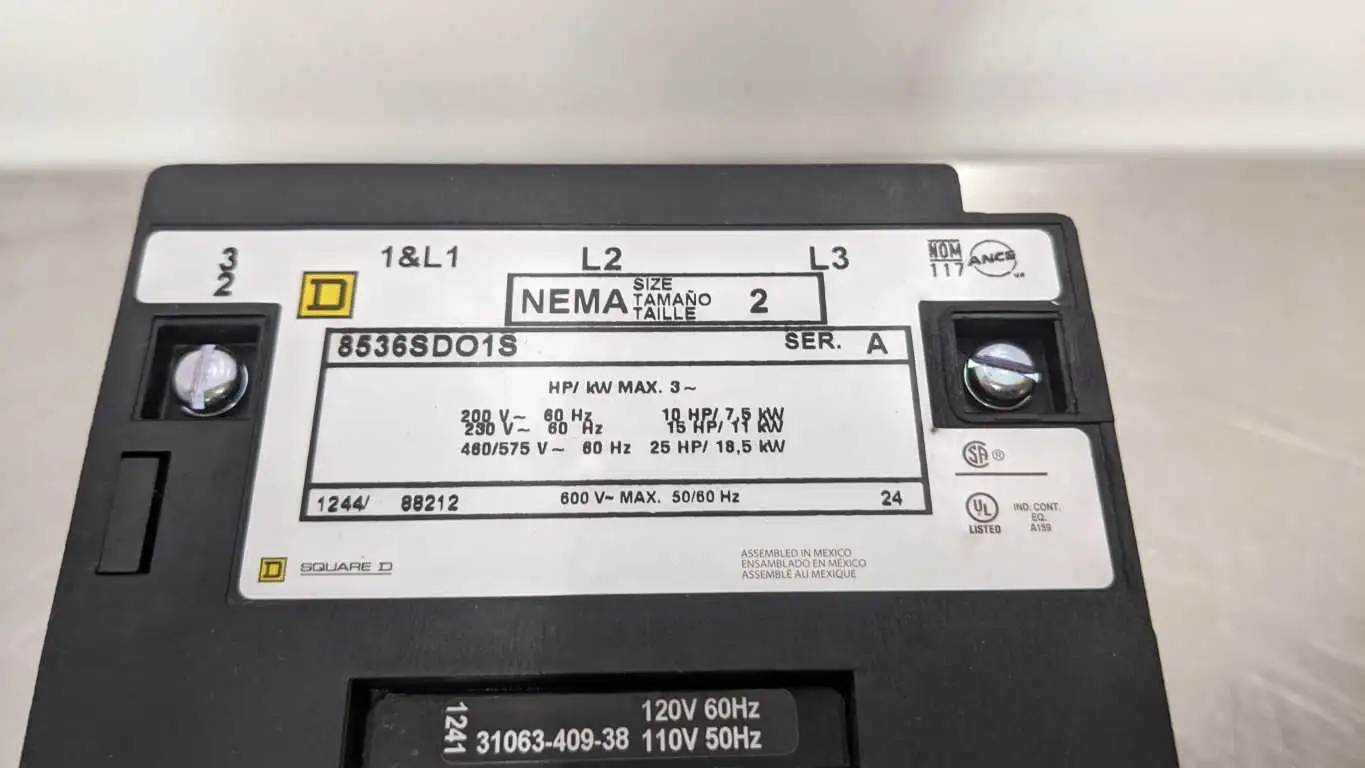 3 1&L1 L2 L3
2
NOM
117
ANCE
D
NEMA
SIZE
TAMAÑO
TAILLE
2
8536SDO1S SER. A
HP/ kW MAX. 3~
200 V~ 60 Hz 10 HP/ 7,5 kW
230 V~ 60 Hz 15 HP/ 11 kW
460/575 V~ 60 Hz 25 HP/ 18,5 kW
1244/ 88212 600 V~ MAX. 50/60 Hz 24
SA ®
UL
LISTED
IND. CONT.
EQ.
A159
D SQUARE D
ASSEMBLED IN MEXICO
ENSAMBLADO EN MÉXICO
ASSEMBLÉ AU MEXIQUE
1241
120V 60Hz
31063-409-38 110V 50Hz